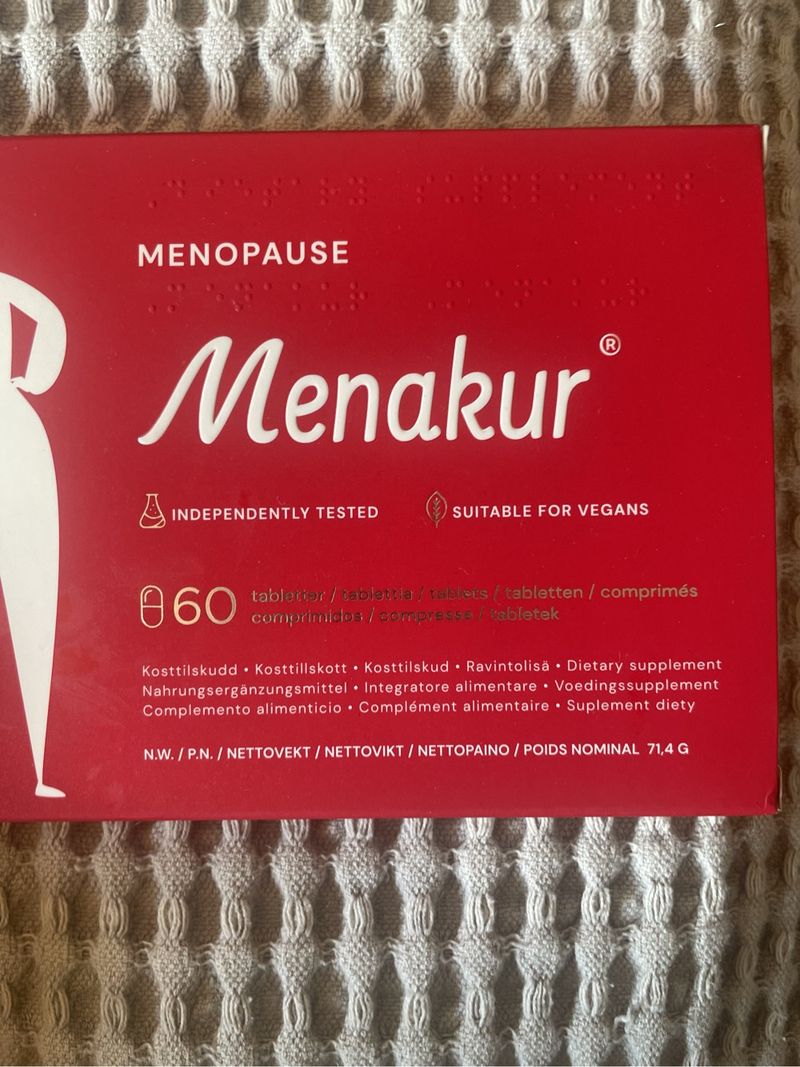 MENOPAUSE
Menakur®
INDEPENDENTLY TESTED
SUITABLE FOR VEGANS
60 tabletter / tablettia / tablets / tabletten / comprimés
comprimidos / compresse / tabletek
Kosttilskudd • Kosttillskott • Kosttilskud • Ravintolisä • Dietary supplement
Nahrungsergänzungsmittel • Integratore alimentare • Voedingssupplement
Complemento alimenticio • Complément alimentaire • Suplement diety
N.W. / P.N. / NETTOVEKT / NETTOVIKT / NETTOPAINO / POIDS NOMINAL 71,4 G